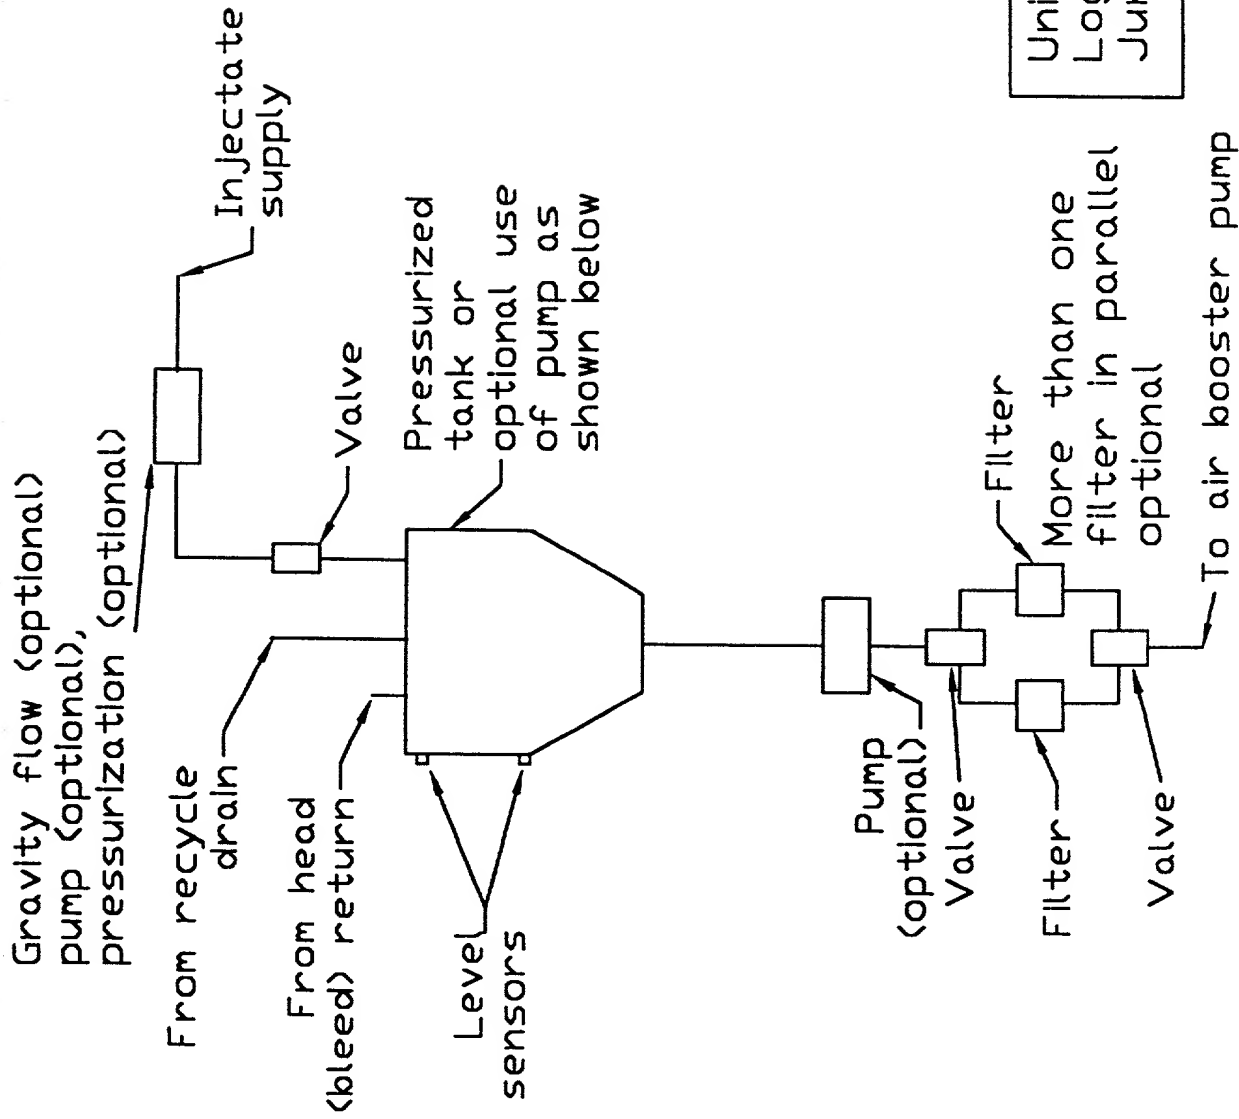 Gravity flow (optional)
pump (optional),
pressurization (optional)
Injectate
supply
From recycle
drain
Valve
From head
(bleed) return
Pressurized
tank or
optional use
of pump as
shown below
Level
sensors
Pump
(optional)
Valve
Filter
Filter
More than one
filter in parallel
optional
Valve
To air booster pump